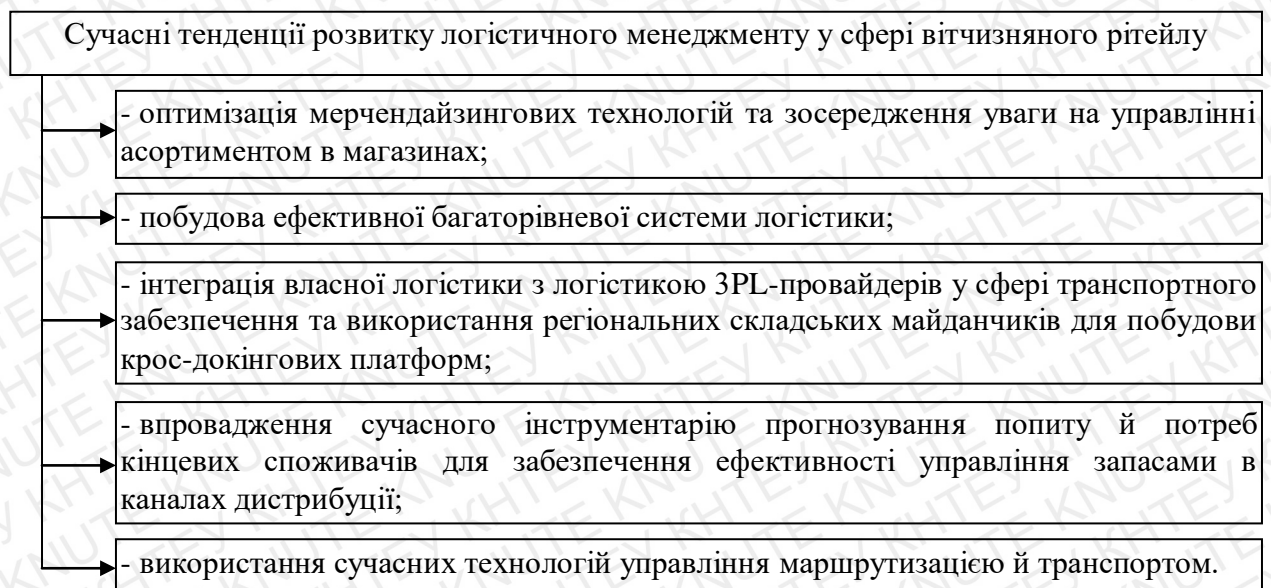 Сучасні тенденції розвитку логістичного менеджменту у сфері вітчизняного рітейлу
- оптимізація мерчендайзингових технологій та зосередження уваги на управлінні
асортиментом в магазинах;
- побудова ефективної багаторівневої системи логістики;
- інтеграція власної логістики з логістикою 3PL-провайдерів у сфері транспортного
забезпечення та використання регіональних складських майданчиків для побудови
крос-докінгових платформ;
- впровадження сучасного інструментарію прогнозування попиту й потреб
кінцевих споживачів для забезпечення ефективності управління запасами в
каналах дистрибуції;
- використання сучасних технологій управління маршрутизацією й транспортом.